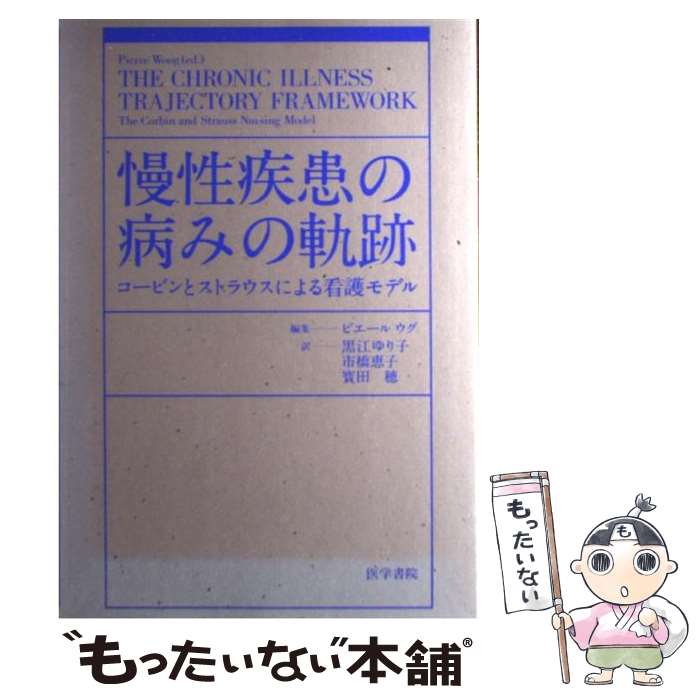 Pierre Woog (ed.)
THE CHRONIC ILLNESS
TRAJECTORY FRAMEWORK
The Corbin and Strauss Nursing Model
慢性疾患の
病みの軌跡
コービンとストラウスによる看護モデル
編集──ピエール ウグ
訳──黒江ゆり子
市橋恵子
寳田 穂
医学書院
も
もったいない
“もったいない本舗®